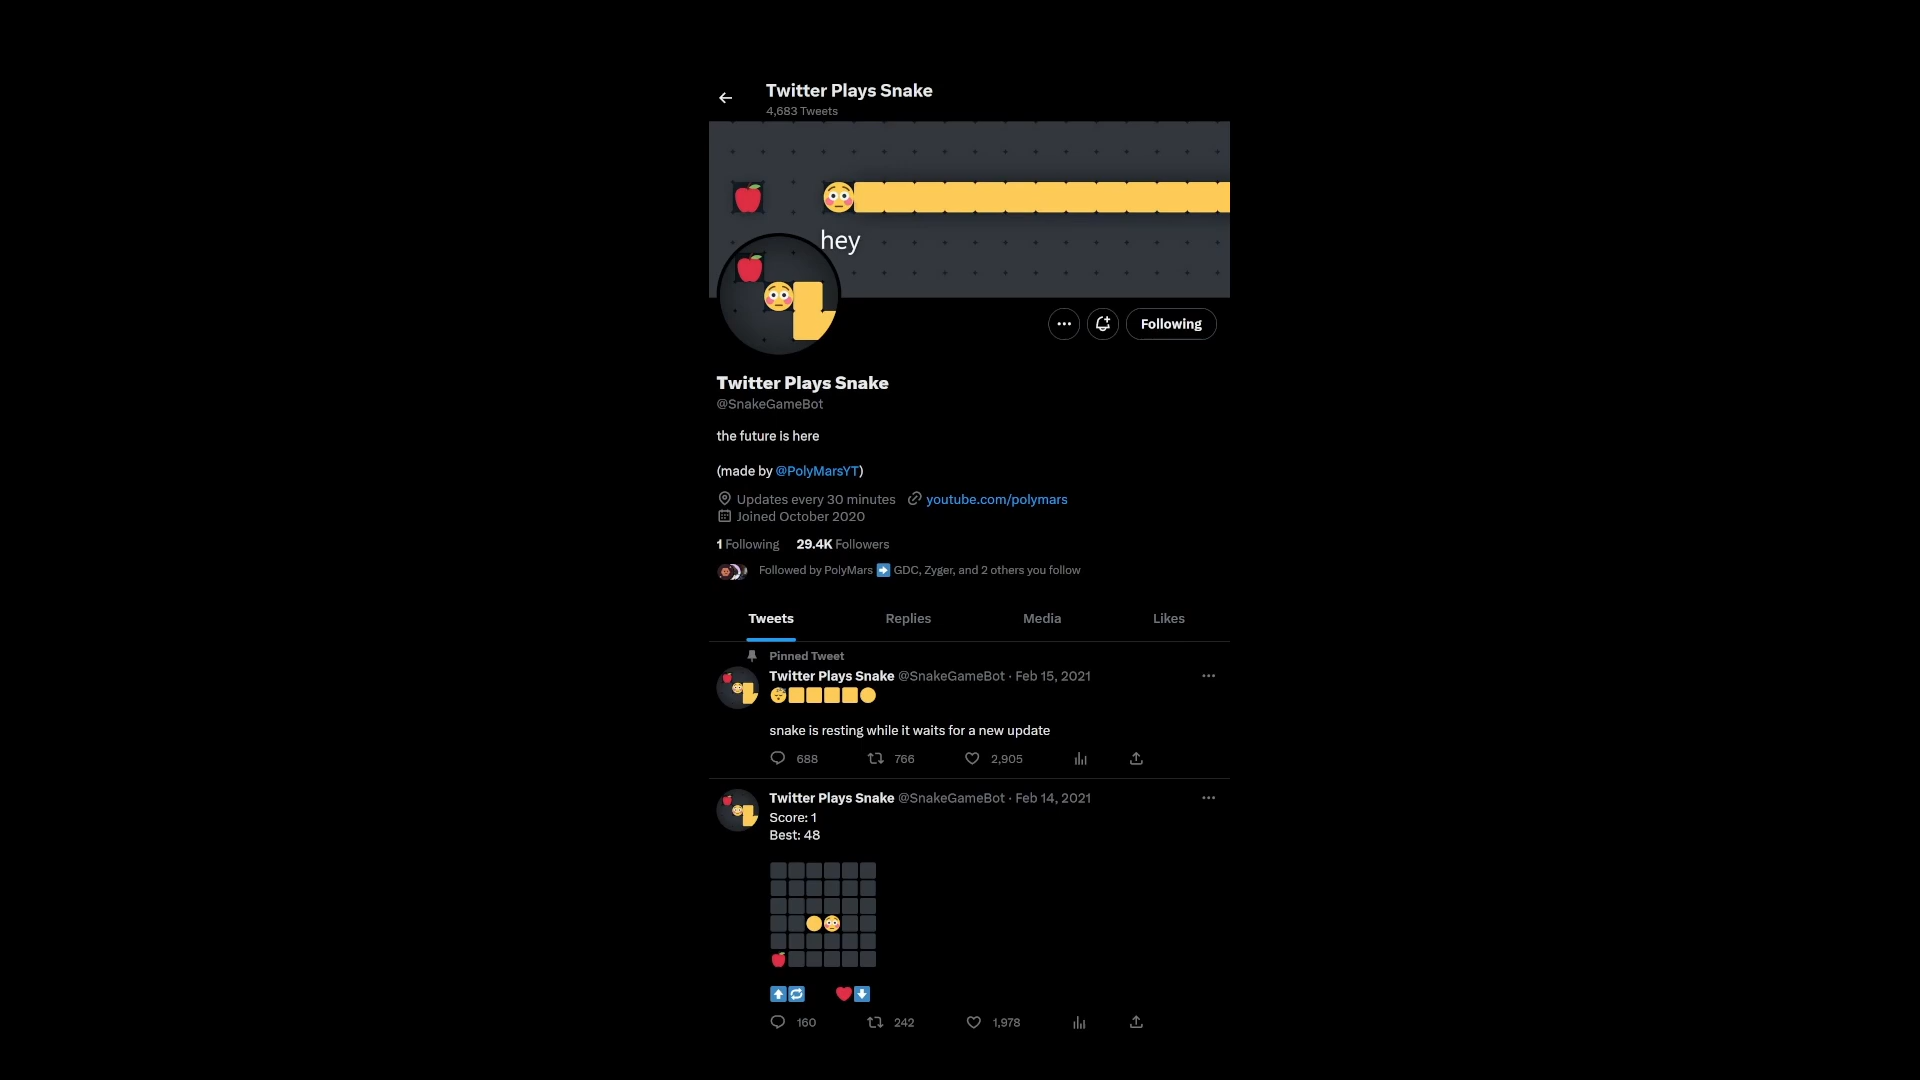 Twitter Plays Snake
4,683 Tweets
hey
Following
Twitter Plays Snake
@SnakeGameBot
the future is here
(made by @PolyMarsYT)
Updates every 30 minutes youtube.com/polymars
Joined October 2020
1 Following 29.4K Followers
Followed by PolyMars ➡️ GDC, Zyger, and 2 others you follow
Tweets Replies Media Likes
Pinned Tweet
Twitter Plays Snake @SnakeGameBot · Feb 15, 2021
😴🟨🟨🟨🟨🟡
snake is resting while it waits for a new update
688 766 2,905
Twitter Plays Snake @SnakeGameBot · Feb 14, 2021
Score: 1
Best: 48
⬆️🔁 ❤️⬇️
160 242 1,978